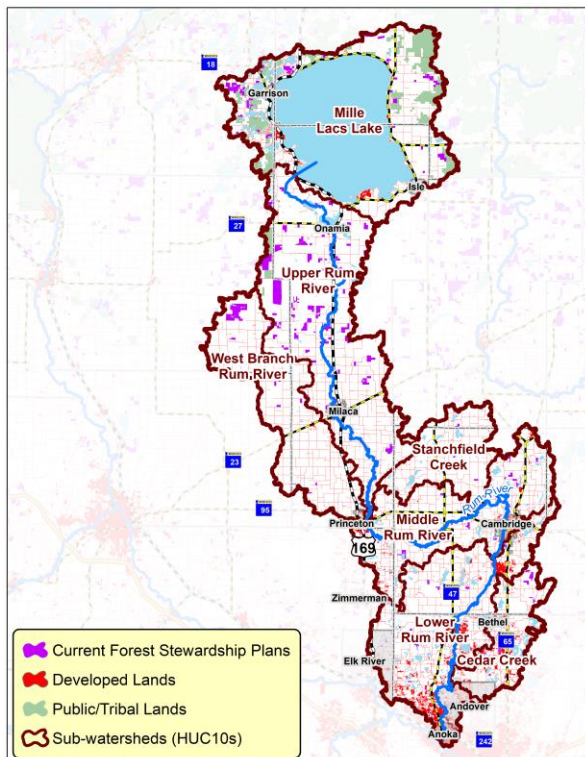 18
Garrison
Mille
Lacs Lake
Isle
27
Onamia
Upper Rum
River
West Branch
Rum River
Milaca
Stanchfield
Creek
23
95
Rum River
Princeton
Middle
Rum River
Cambridge
169
Zimmerman
47
Lower
Rum River
Bethel
65
Elk River
Cedar Creek
Andover
Anoka
242
Current Forest Stewardship Plans
Developed Lands
Public/Tribal Lands
Sub-watersheds (HUC10s)